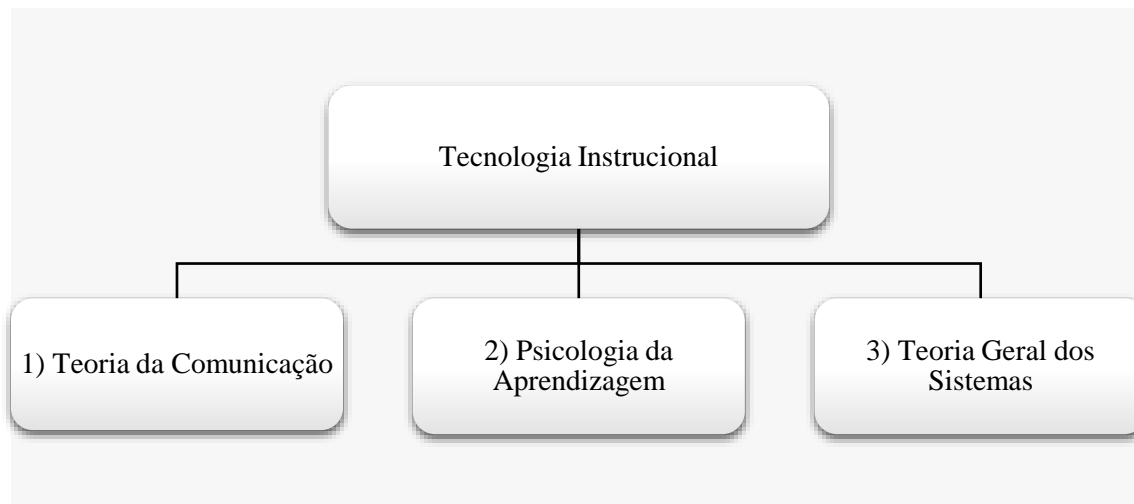 Tecnologia Instrucional
1) Teoria da Comunicação
2) Psicologia da
Aprendizagem
3) Teoria Geral dos
Sistemas